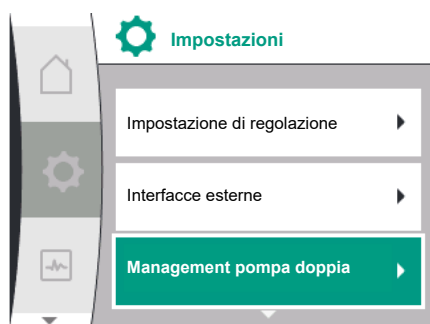 Impostazioni
Impostazione di regolazione
Interfacce esterne
Management pompa doppia